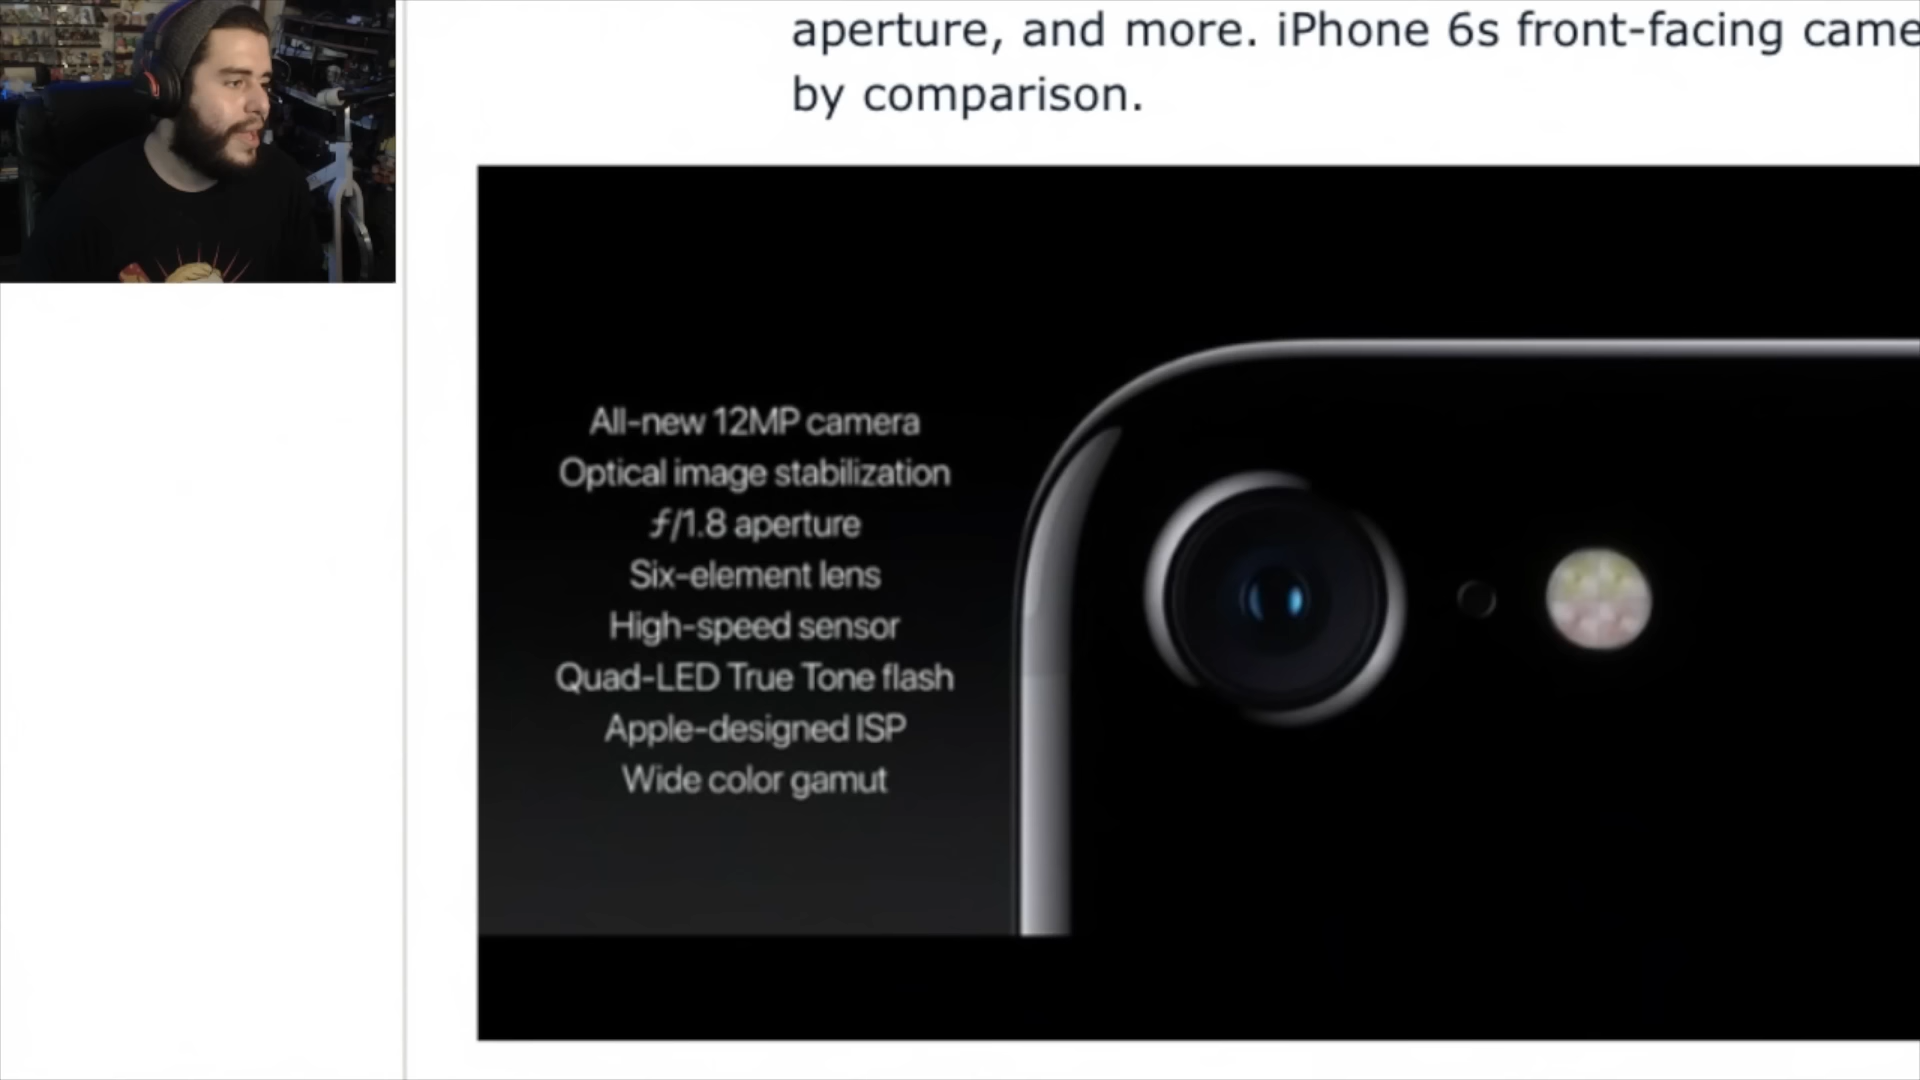 aperture, and more. iPhone 6s front-facing came
by comparison.
All-new 12MP camera
Optical image stabilization
ƒ/1.8 aperture
Six-element lens
High-speed sensor
Quad-LED True Tone flash
Apple-designed ISP
Wide color gamut